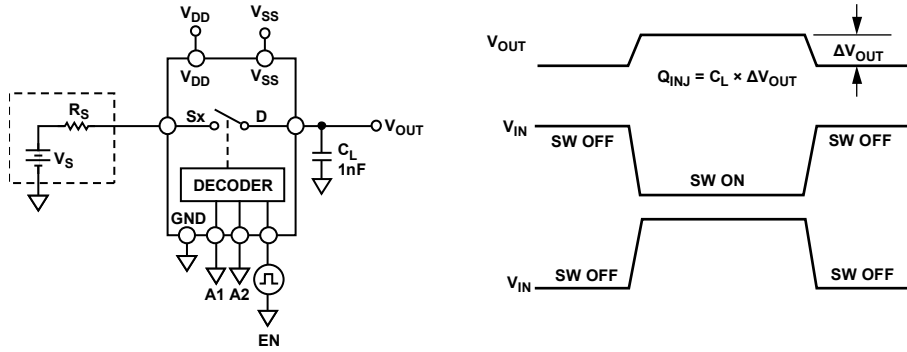 VDD
VSS
VDD
VSS
RS
Sx
D
VOUT
VS
CL
1nF
DECODER
GND
A1
A2
EN
VOUT
ΔVOUT
QINJ = CL × ΔVOUT
VIN
SW OFF
SW OFF
SW ON
SW OFF
SW OFF
VIN